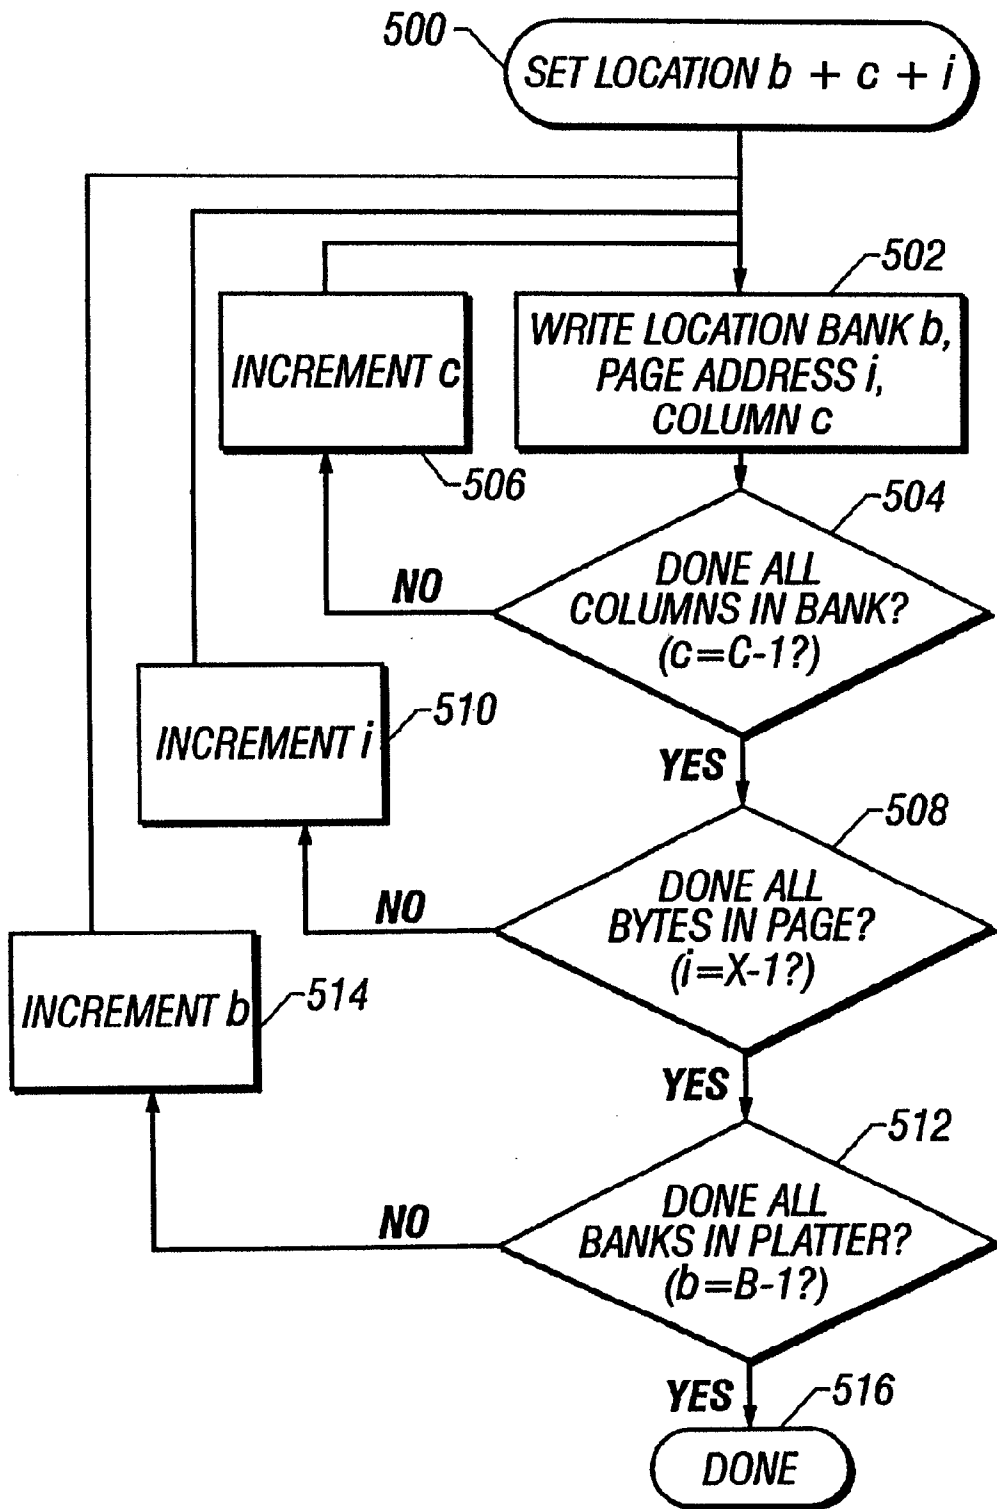 500
SET LOCATION b + c + i
502
WRITE LOCATION BANK b,
PAGE ADDRESS i,
COLUMN c
INCREMENT c
506
504
DONE ALL
COLUMNS IN BANK?
(c=C-1?)
NO
YES
INCREMENT i
510
508
DONE ALL
BYTES IN PAGE?
(i=X-1?)
NO
YES
INCREMENT b
514
512
DONE ALL
BANKS IN PLATTER?
(b=B-1?)
NO
YES
516
DONE